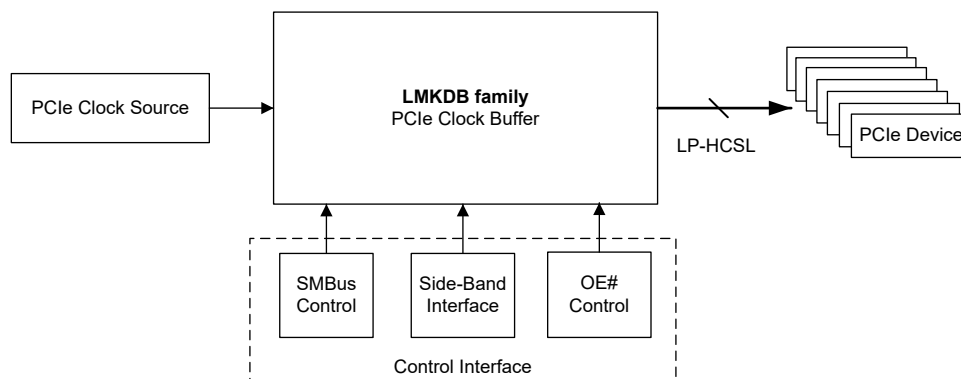 PCIe Clock Source
LMKDB family
PCIe Clock Buffer
LP-HCSL
PCIe Device
SMBus
Control
Side-Band
Interface
OE#
Control
Control Interface